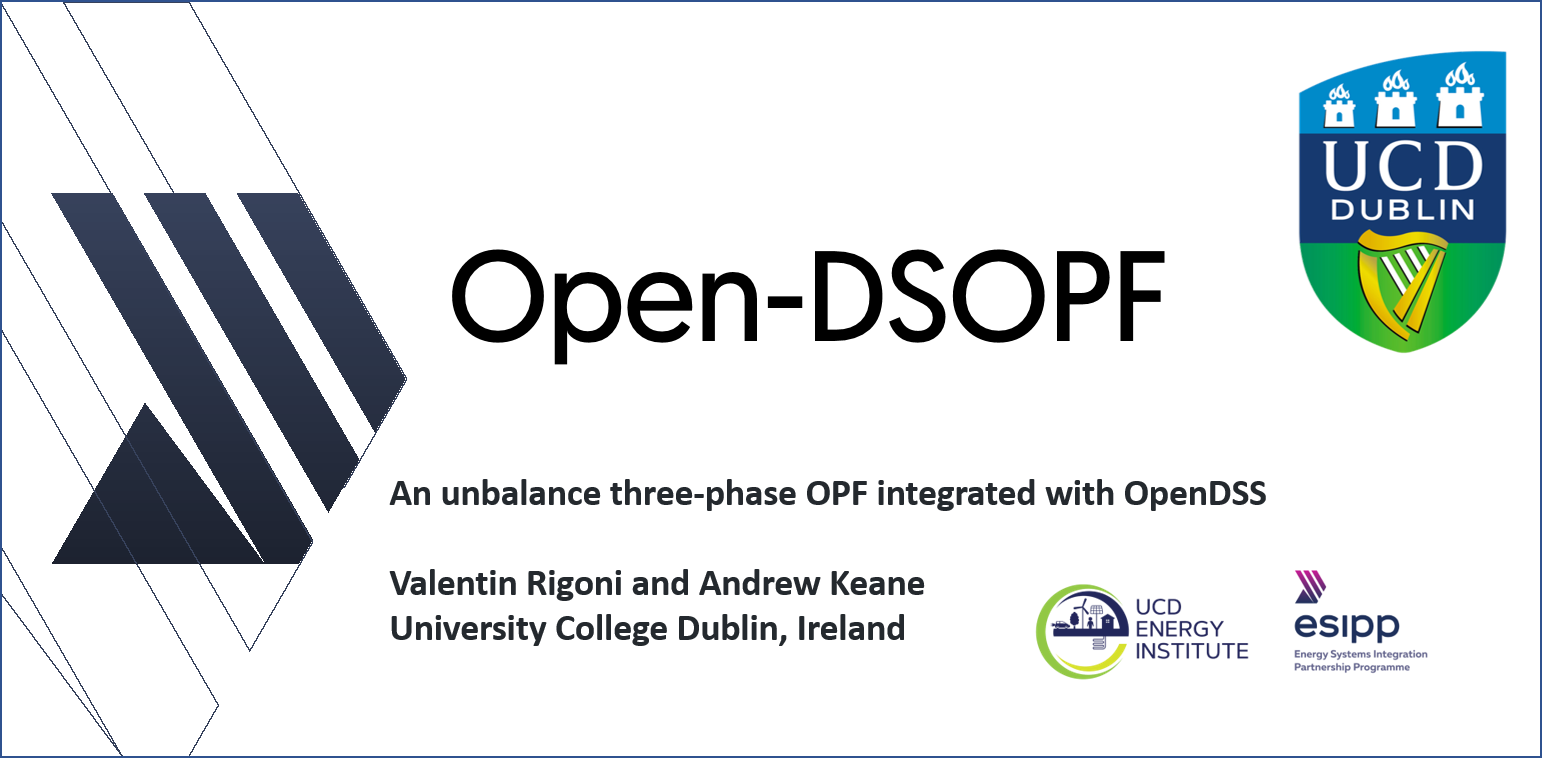 UCD
DUBLIN
Open-DSOPF
An unbalance three-phase OPF integrated with OpenDSS
Valentin Rigoni and Andrew Keane
University College Dublin, Ireland
UCD
ENERGY
INSTITUTE
esipp
Energy Systems Integration
Partnership Programme